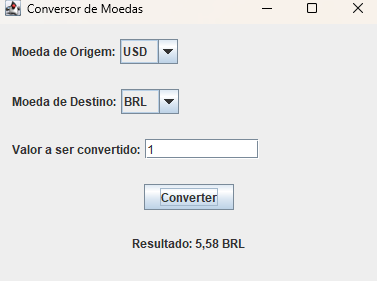 Conversor de Moedas
Moeda de Origem: USD
Moeda de Destino: BRL
Valor a ser convertido: 1
Converter
Resultado: 5,58 BRL